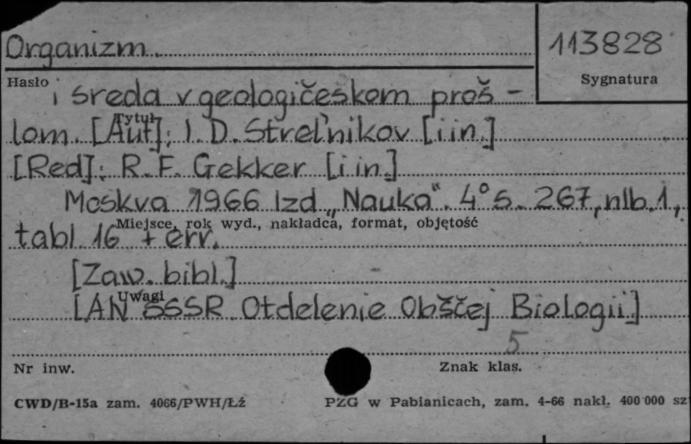 Organizm.
113828
Hasło
Sygnatura
i sreda v geologičeskom proš-
Tytuł
lom. [Aut]: I. D. Strel'nikov [i in.]
[Red]: R. F. Gekker [i in.]
Moskva 1966 Izd. „Nauka". 4° s. 267, nlb. 1,
Miejsce, rok wyd., nakładca, format, objętość
tabl. 16 + err.
[Zaw. bibl.]
Uwagi
[AN SSSR Otdelenie Obščej Biologii]
5
Nr inw.
Znak klas.
CWD/B-15a zam. 4066/PWH/Łź
PZG w Pabianicach, zam. 4-66 nakł. 400 000 sz